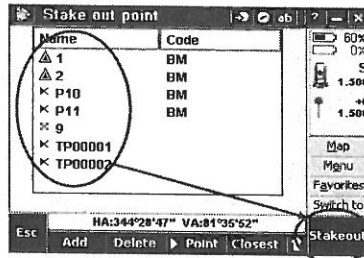 Stake out point ab ? - X
Name Code
1 BM
2 BM
P10 BM
P11 BM
9
TP00001
TP00002
60%
0%
S
1.500
+0
1.500
Map
Menu
Favorites
Switch to
HA:344°28'47" VA:81°35'52"
Esc Add Delete Point Closest Stakeout